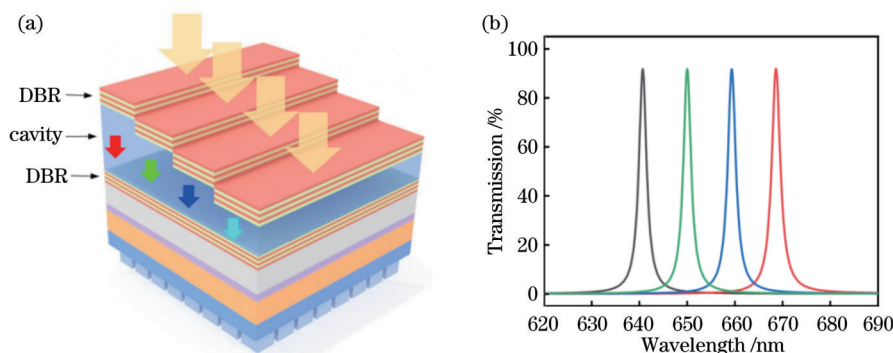 (a)
DBR
cavity
DBR
(b)
Transmission /%
100
80
60
40
20
0
620 630 640 650 660 670 680 690
Wavelength /nm